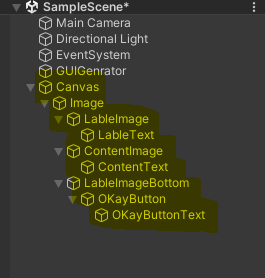 SampleScene*
Main Camera
Directional Light
EventSystem
GUIGenrator
Canvas
Image
LableImage
LableText
ContentImage
ContentText
LableImageBottom
OKayButton
OKayButtonText